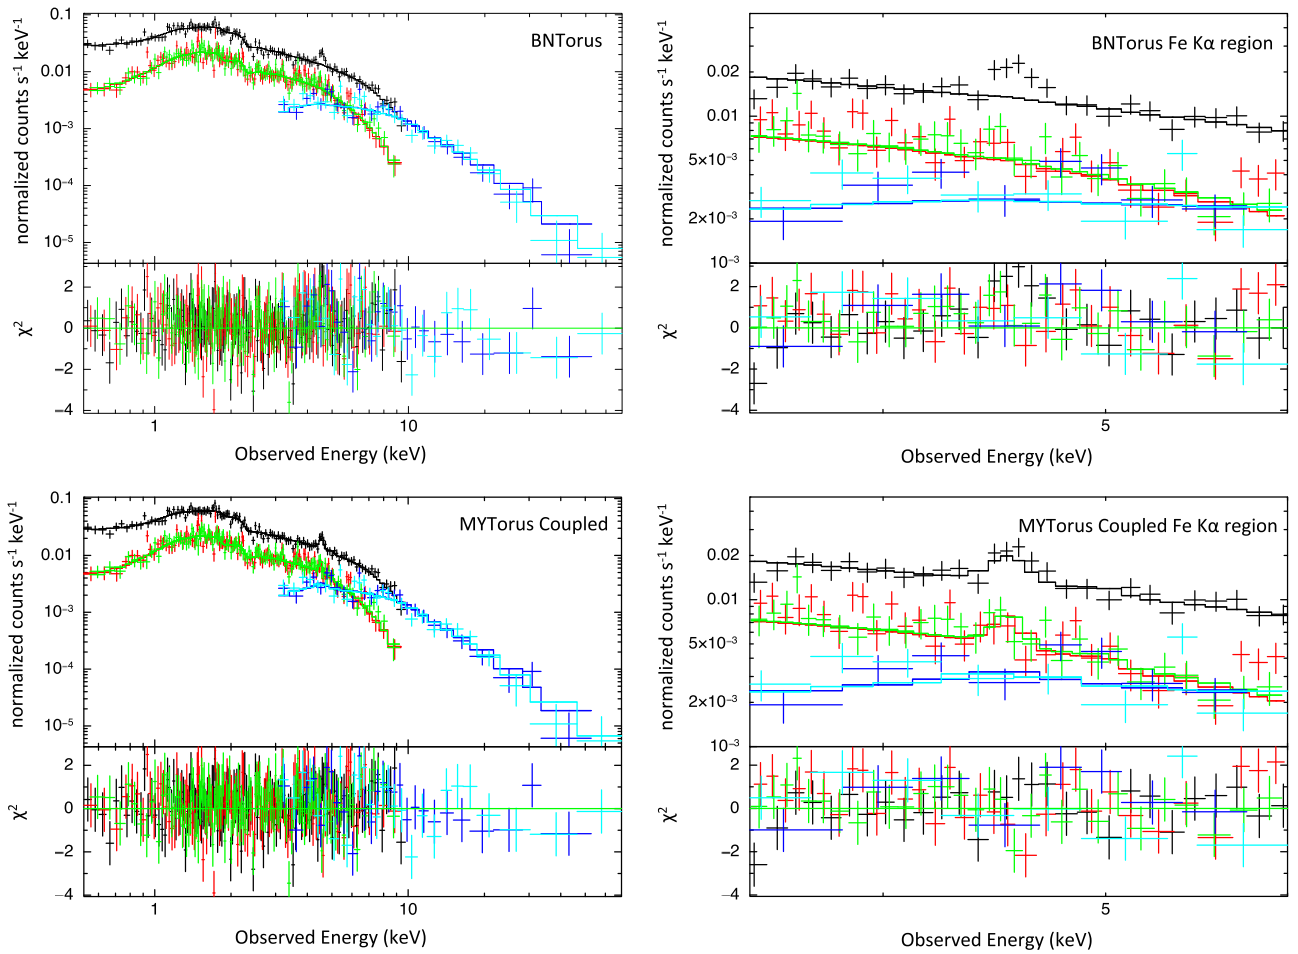 BNTorus
normalized counts s⁻¹ keV⁻¹
0.1
0.01
10⁻³
10⁻⁴
10⁻⁵
χ²
2
0
−2
−4
1
10
Observed Energy (keV)
BNTorus Fe Kα region
normalized counts s⁻¹ keV⁻¹
0.02
0.01
5×10⁻³
2×10⁻³
10⁻³
χ²
2
0
−2
−4
5
Observed Energy (keV)
MYTorus Coupled
normalized counts s⁻¹ keV⁻¹
0.1
0.01
10⁻³
10⁻⁴
10⁻⁵
χ²
2
0
−2
−4
1
10
Observed Energy (keV)
MYTorus Coupled Fe Kα region
normalized counts s⁻¹ keV⁻¹
0.02
0.01
5×10⁻³
2×10⁻³
10⁻³
χ²
2
0
−2
−4
5
Observed Energy (keV)